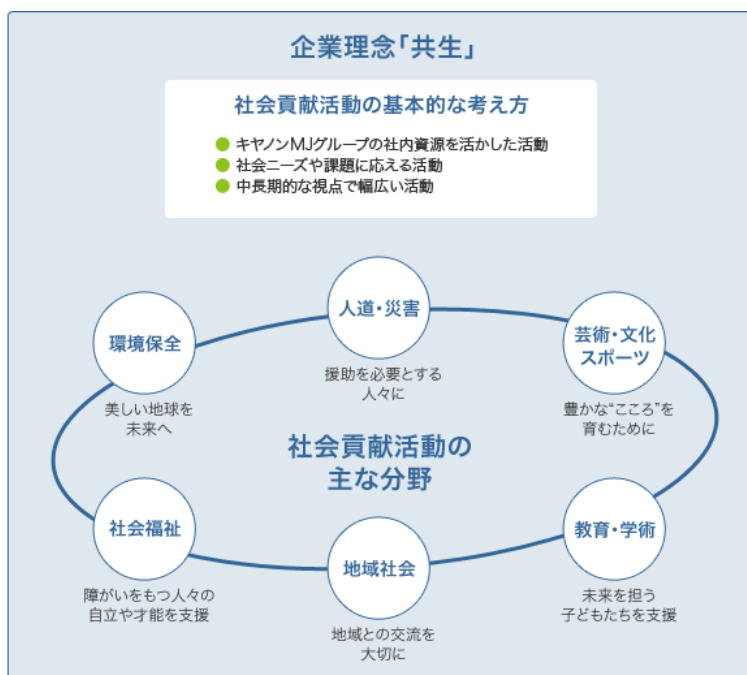 企業理念「共生」
社会貢献活動の基本的な考え方
キヤノンMJグループの社内資源を活かした活動
社会ニーズや課題に応える活動
中長期的な視点で幅広い活動
人道・災害
援助を必要とする
人々に
環境保全
美しい地球を
未来へ
芸術・文化
スポーツ
豊かな“こころ”を
育むために
社会貢献活動の
主な分野
社会福祉
障がいをもつ人々の
自立や才能を支援
地域社会
地域との交流を
大切に
教育・学術
未来を担う
子どもたちを支援